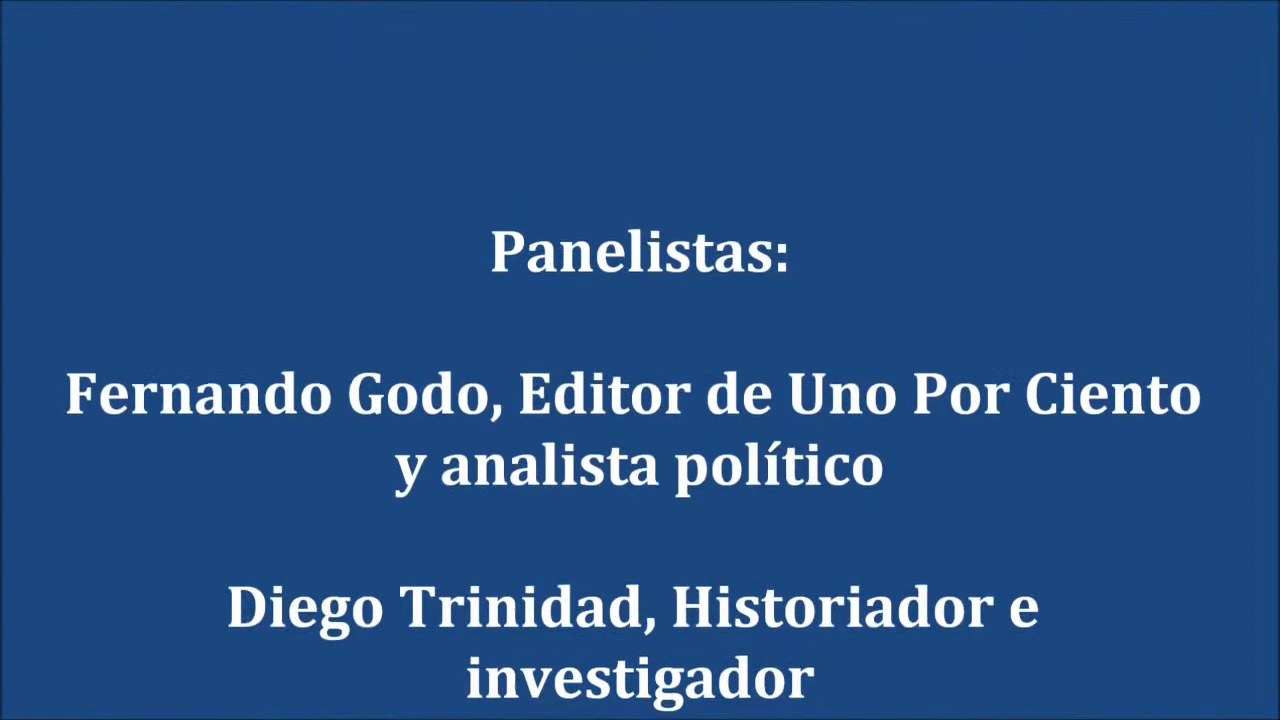 Panelistas:
Fernando Godo, Editor de Uno Por Ciento
y analista político
Diego Trinidad, Historiador e
investigador